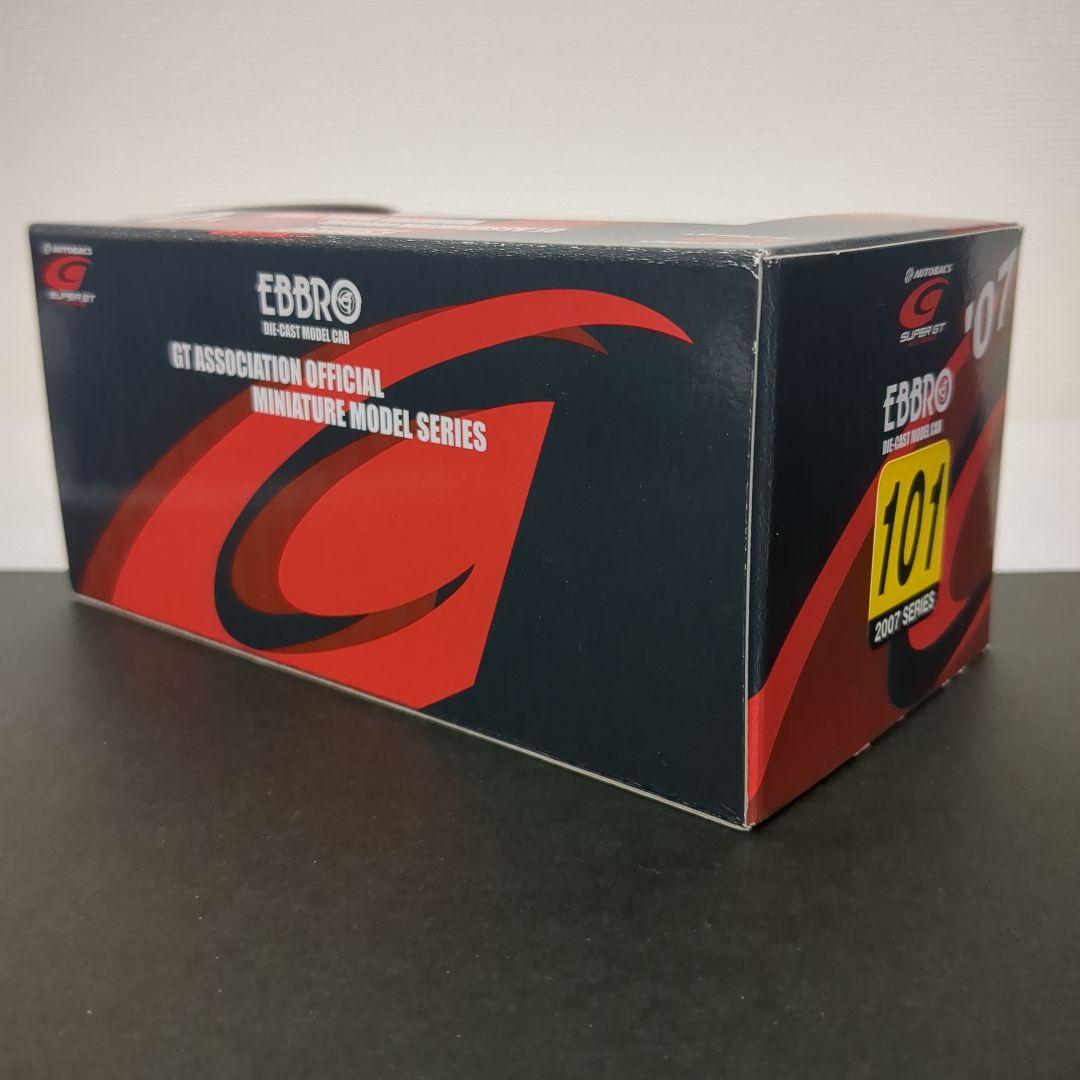 AUTOBACS
SUPER GT
EBBRO
DIE-CAST MODEL CAR
GT ASSOCIATION OFFICIAL
MINIATURE MODEL SERIES
AUTOBACS
SUPER GT
'07
EBBRO
DIE-CAST MODEL CAR
101
2007 SERIES